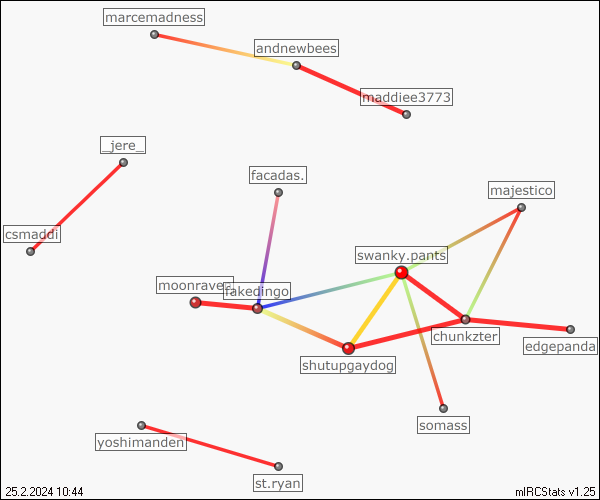 marcemadness
andnewbees
maddiee3773
_jere_
facadas.
majestico
csmaddi
swanky.pants
moonraver
fakedingo
chunkzter
edgepanda
shutupgaydog
somass
yoshimanden
st.ryan
25.2.2024 10:44
mIRCStats v1.25